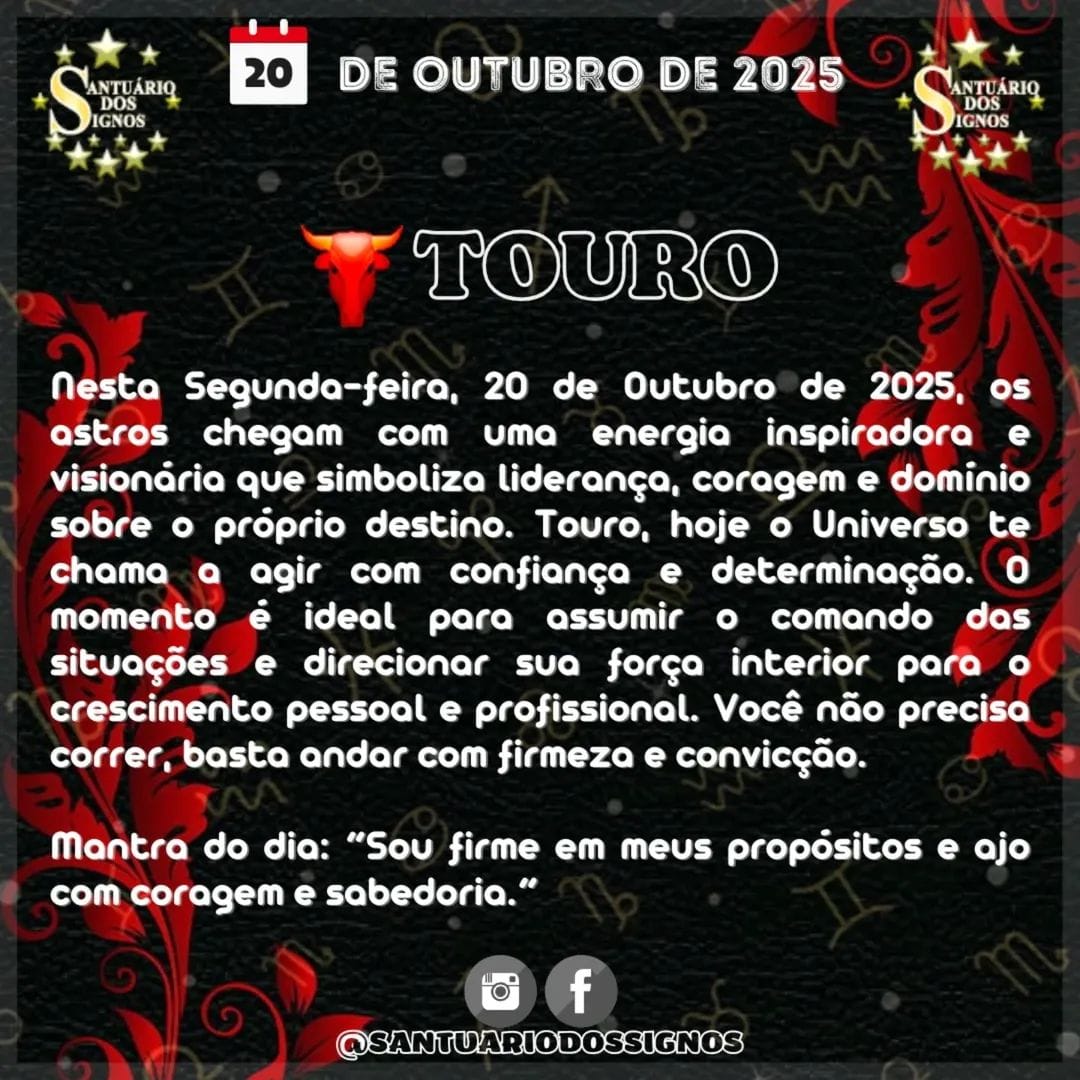 SANTUÁRIO
DOS
SIGNOS
20 DE OUTUBRO DE 2025
SANTUÁRIO
DOS
SIGNOS
TOURO
Nesta Segunda-feira, 20 de Outubro de 2025, os
astros chegam com uma energia inspiradora e
visionária que simboliza liderança, coragem e domínio
sobre o próprio destino. Touro, hoje o Universo te
chama a agir com confiança e determinação. O
momento é ideal para assumir o comando das
situações e direcionar sua força interior para o
crescimento pessoal e profissional. Você não precisa
correr, basta andar com firmeza e convicção.
Mantra do dia: “Sou firme em meus propósitos e ajo
com coragem e sabedoria.”
@SANTUARIODOSSIGNOS